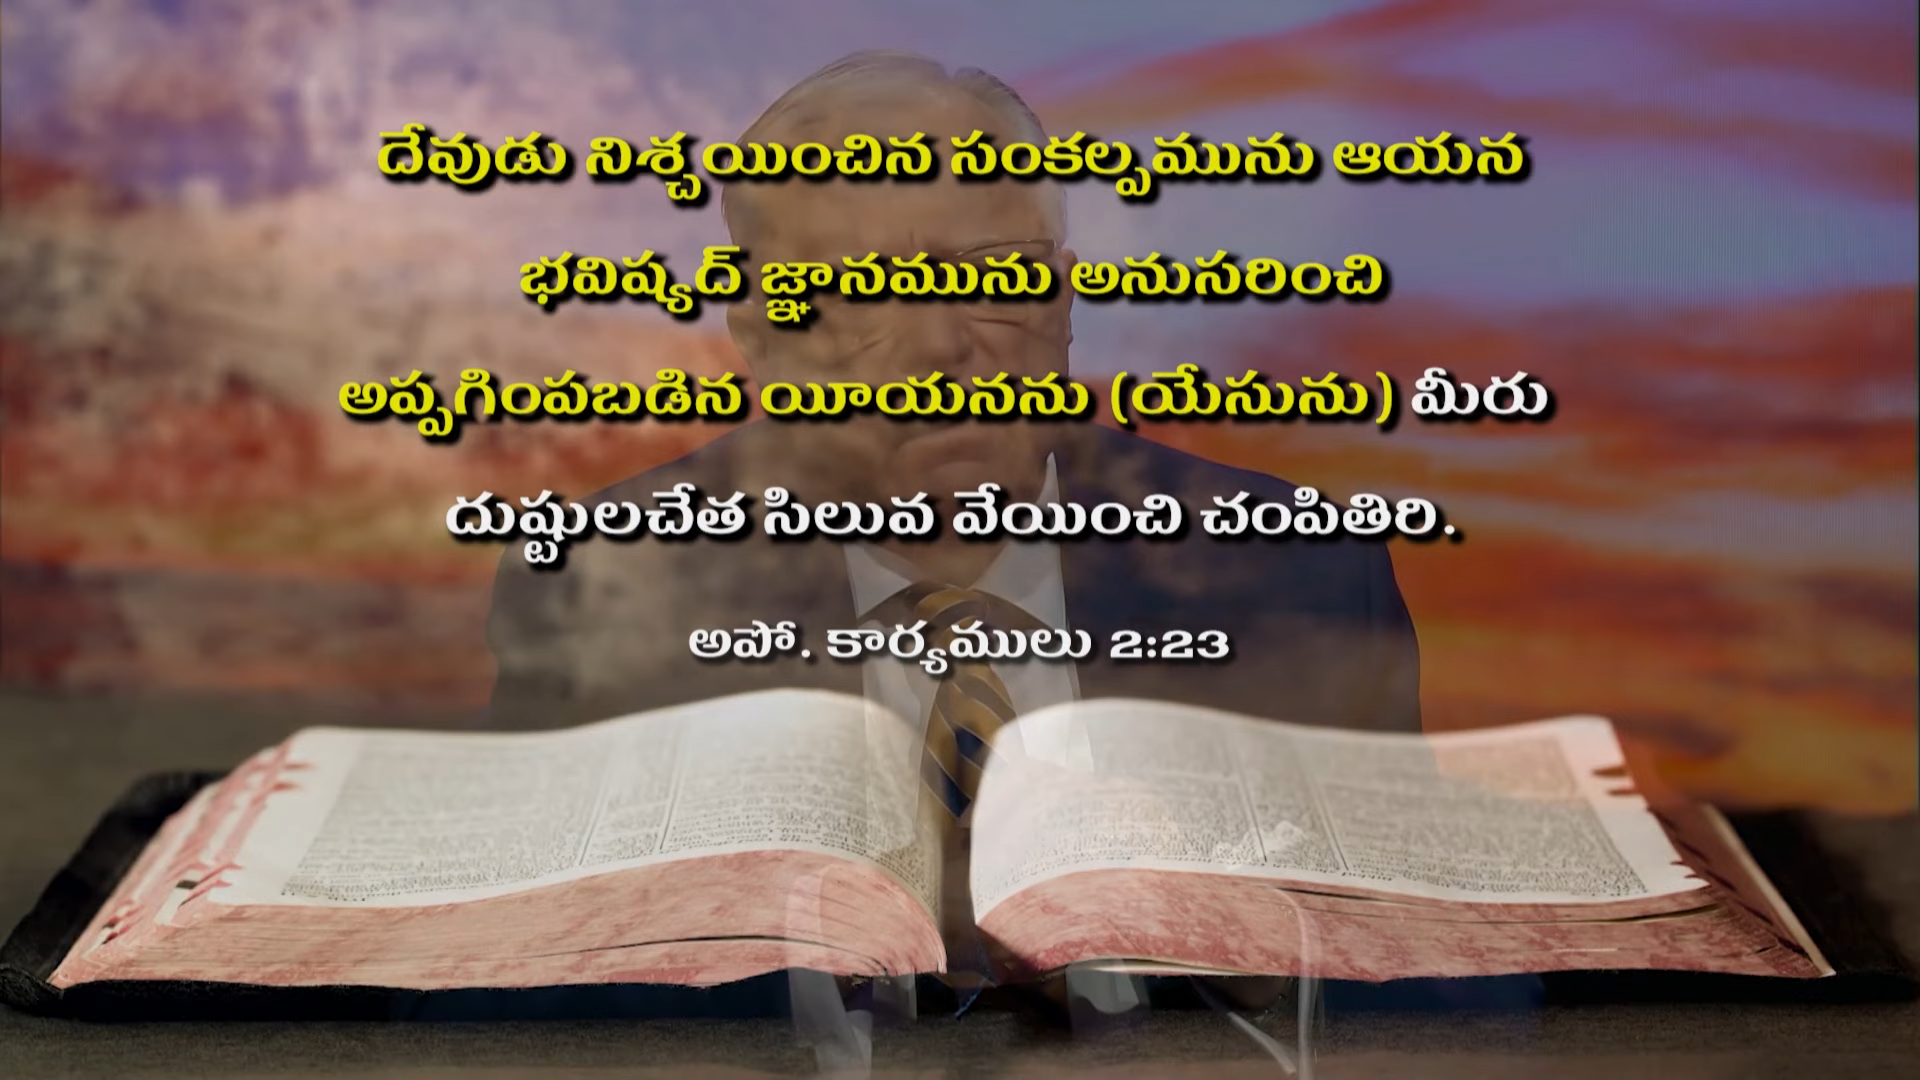 దేవుడు నిశ్చయించిన సంకల్పమును ఆయన
భవిష్యద్ జ్ఞానమును అనుసరించి
అప్పగింపబడిన యీయనను (యేసును) మీరు
దుష్టులచేత సిలువ వేయించి చంపితిరి.
అపో. కార్యములు 2:23